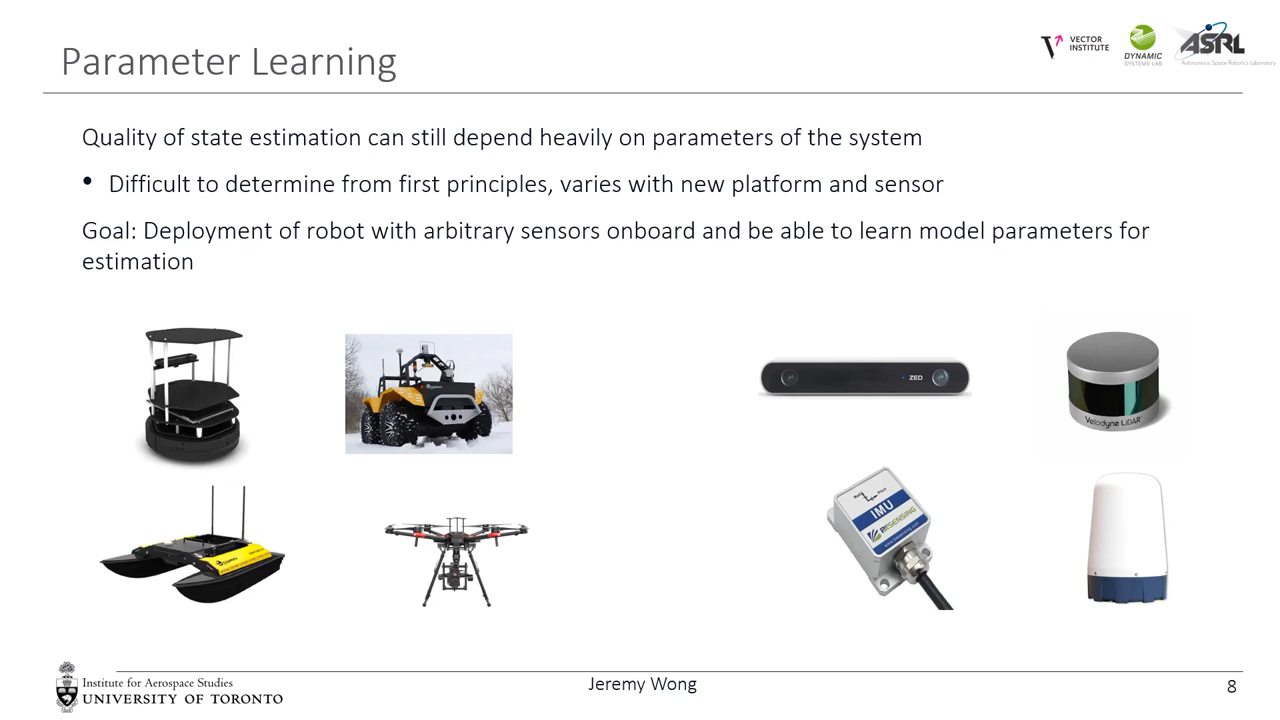 Parameter Learning
VECTOR
INSTITUTE
DYNAMIC
SYSTEMS LAB
ASRL
Autonomous Space Robotics Laboratory
Quality of state estimation can still depend heavily on parameters of the system
• Difficult to determine from first principles, varies with new platform and sensor
Goal: Deployment of robot with arbitrary sensors onboard and be able to learn model parameters for
estimation
ZED
Velodyne LiDAR
IMU
Institute for Aerospace Studies
UNIVERSITY OF TORONTO
Jeremy Wong
8